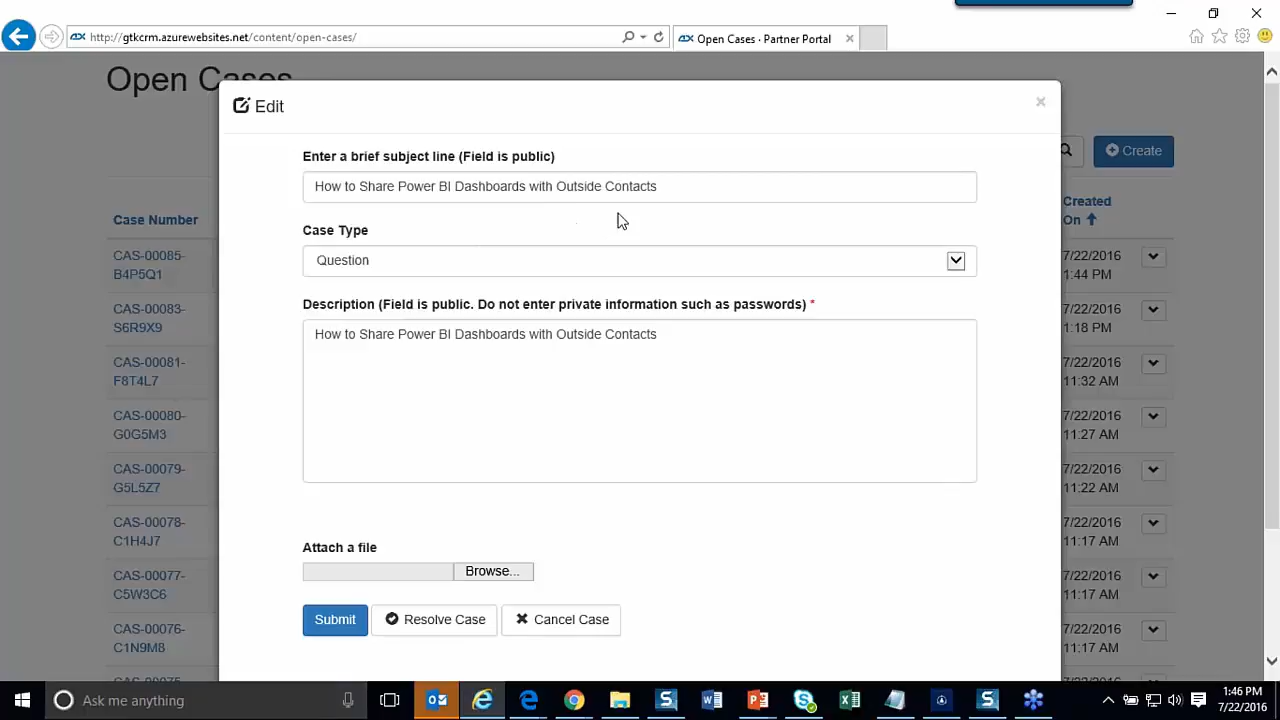 http://gtkcrm.azurewebsites.net/content/open-cases/
Open Cases · Partner Portal
Open Cases
Edit
Create
Enter a brief subject line (Field is public)
How to Share Power BI Dashboards with Outside Contacts
Case Type
Question
Description (Field is public. Do not enter private information such as passwords) *
How to Share Power BI Dashboards with Outside Contacts
Attach a file
Browse...
Submit
Resolve Case
Cancel Case
Case Number
Created
On
CAS-00085-
B4P5Q1
7/22/2016
1:44 PM
CAS-00083-
S6R9X9
7/22/2016
1:18 PM
CAS-00081-
F8T4L7
7/22/2016
11:32 AM
CAS-00080-
G0G5M3
7/22/2016
11:27 AM
CAS-00079-
G5L5Z7
7/22/2016
11:22 AM
CAS-00078-
C1H4J7
7/22/2016
11:17 AM
CAS-00077-
C5W3C6
7/22/2016
11:17 AM
CAS-00076-
C1N9M8
7/22/2016
11:17 AM
Ask me anything
1:46 PM
7/22/2016